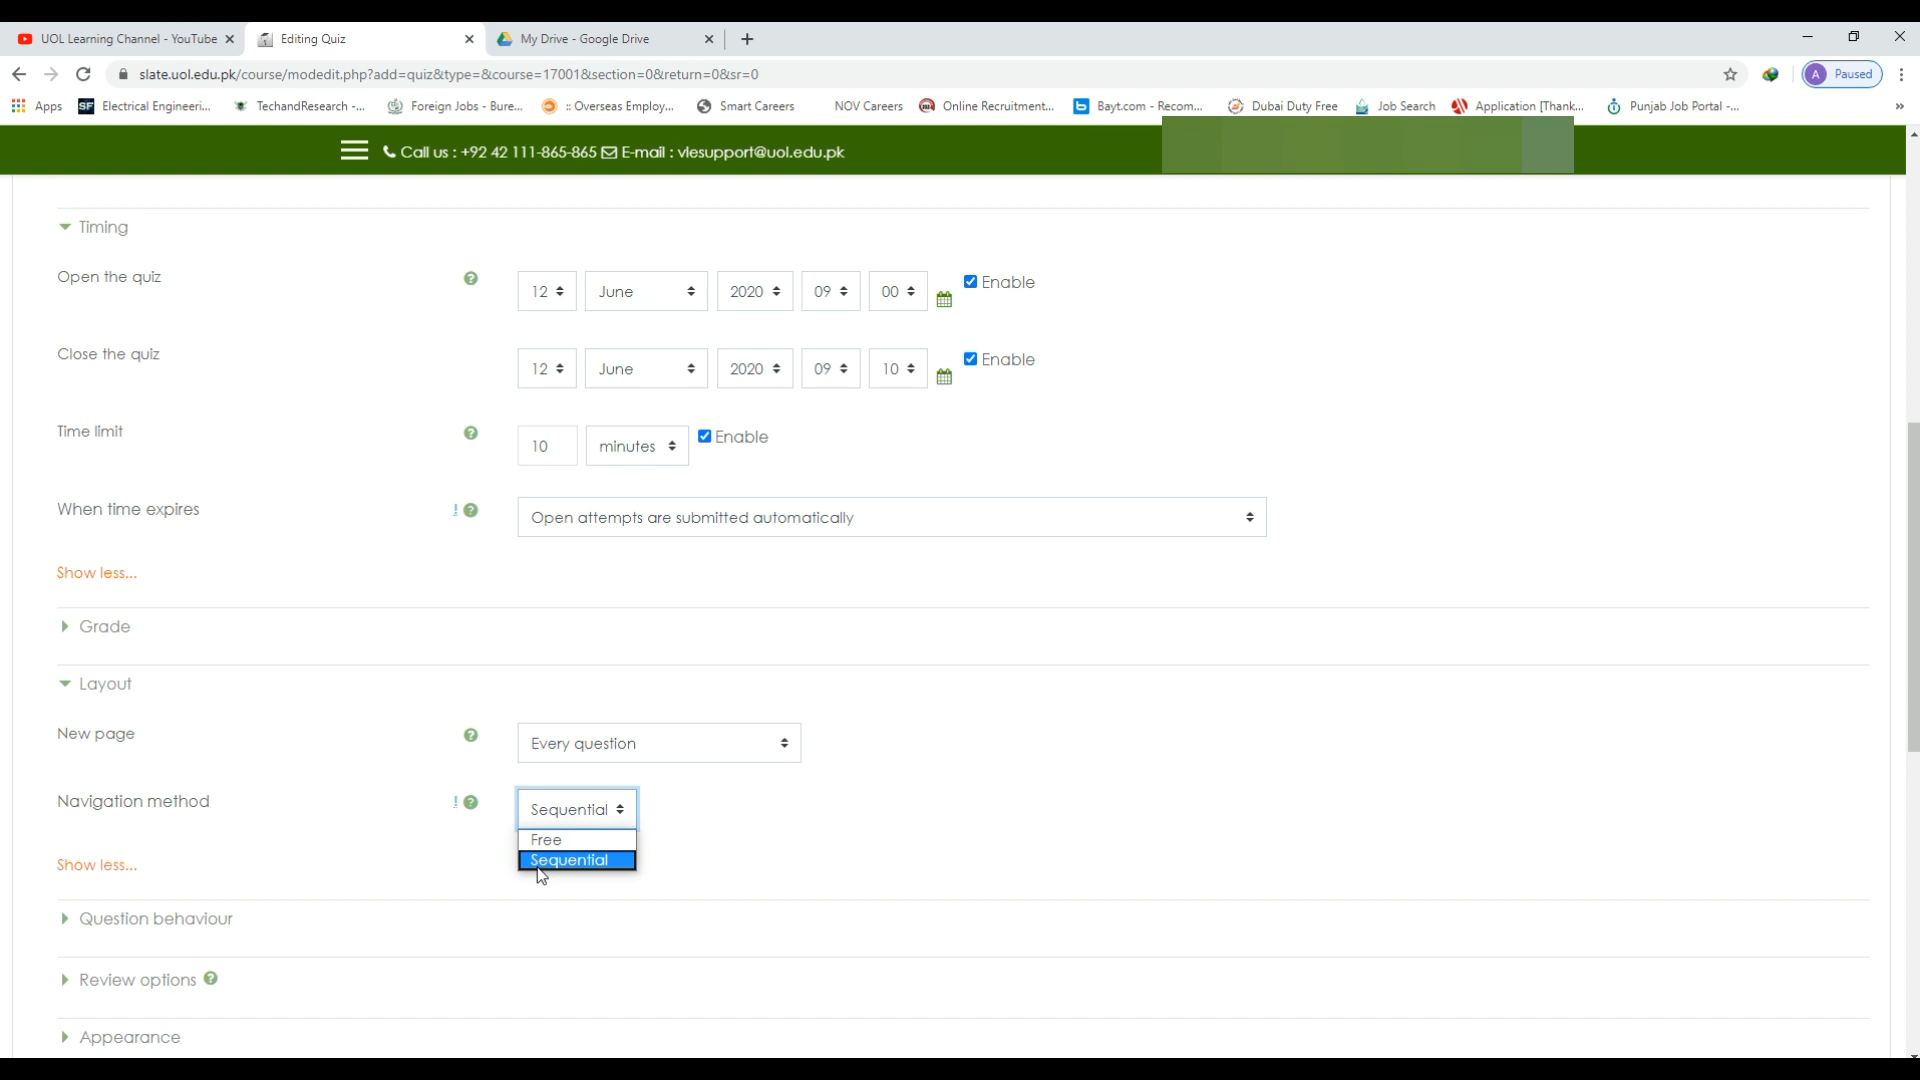 UOL Learning Channel - YouTube
Editing Quiz
My Drive - Google Drive
slate.uol.edu.pk/course/modedit.php?add=quiz&type=&course=17001&section=0&return=0&sr=0
A Paused
Apps
SF Electrical Engineeri...
TechandResearch -...
Foreign Jobs - Bure...
:: Overseas Employ...
Smart Careers
NOV Careers
Online Recruitment...
b Bayt.com - Recom...
Dubai Duty Free
Job Search
Application [Thank...
Punjab Job Portal -...
»
Call us : +92 42 111-865-865 E-mail : vlesupport@uol.edu.pk
Timing
Open the quiz ? 12 June 2020 09 00 Enable
Close the quiz 12 June 2020 09 10 Enable
Time limit ? 10 minutes Enable
When time expires ! ? Open attempts are submitted automatically
Show less...
Grade
Layout
New page ? Every question
Navigation method ! ? Sequential
Free
Sequential
Show less...
Question behaviour
Review options ?
Appearance